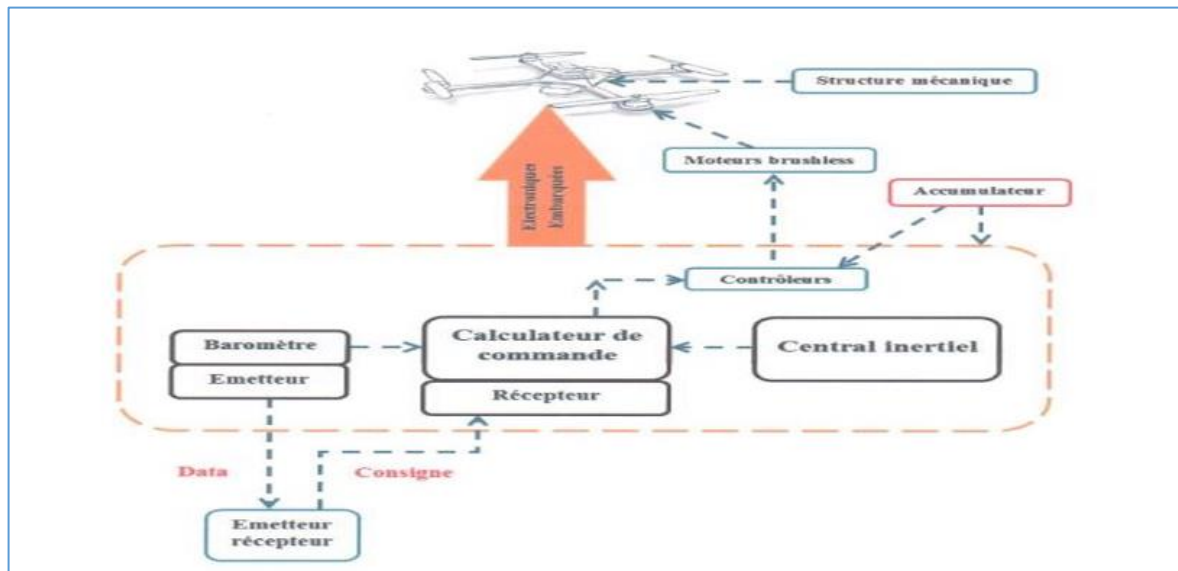 Structure mécanique
Moteurs brushless
Accumulateur
Electroniques
Embarquées
Contrôleurs
Baromètre
Emetteur
Calculateur de
commande
Récepteur
Central inertiel
Data
Consigne
Emetteur
récepteur